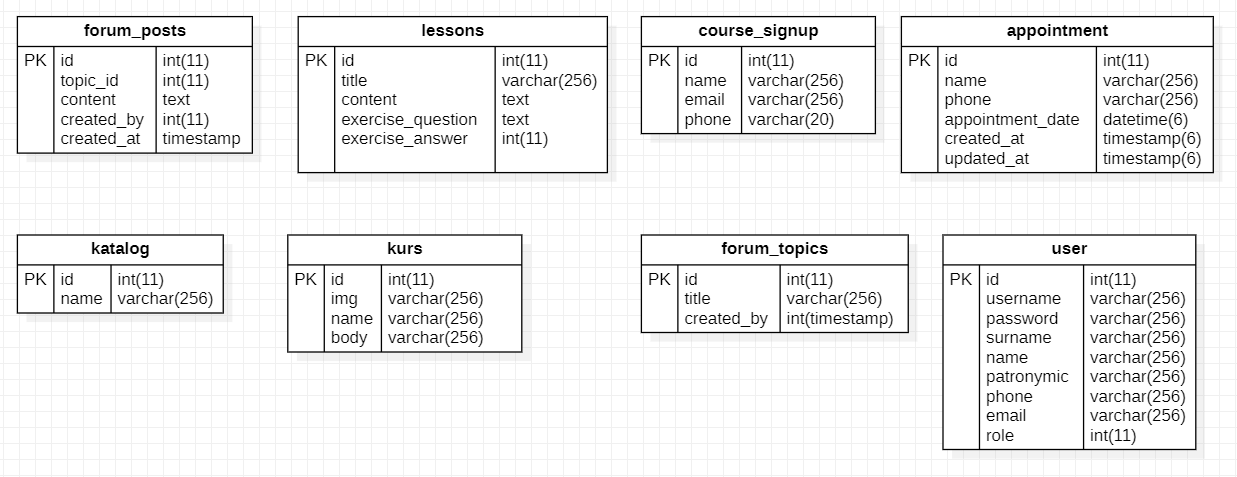 forum_posts
PK id int(11)
topic_id int(11)
content text
created_by int(11)
created_at timestamp
lessons
PK id int(11)
title varchar(256)
content text
exercise_question text
exercise_answer int(11)
course_signup
PK id int(11)
name varchar(256)
email varchar(256)
phone varchar(20)
appointment
PK id int(11)
name varchar(256)
phone varchar(256)
appointment_date datetime(6)
created_at timestamp(6)
updated_at timestamp(6)
katalog
PK id int(11)
name varchar(256)
kurs
PK id int(11)
img varchar(256)
name varchar(256)
body varchar(256)
forum_topics
PK id int(11)
title varchar(256)
created_by int(timestamp)
user
PK id int(11)
username varchar(256)
password varchar(256)
surname varchar(256)
name varchar(256)
patronymic varchar(256)
phone varchar(256)
email varchar(256)
role int(11)